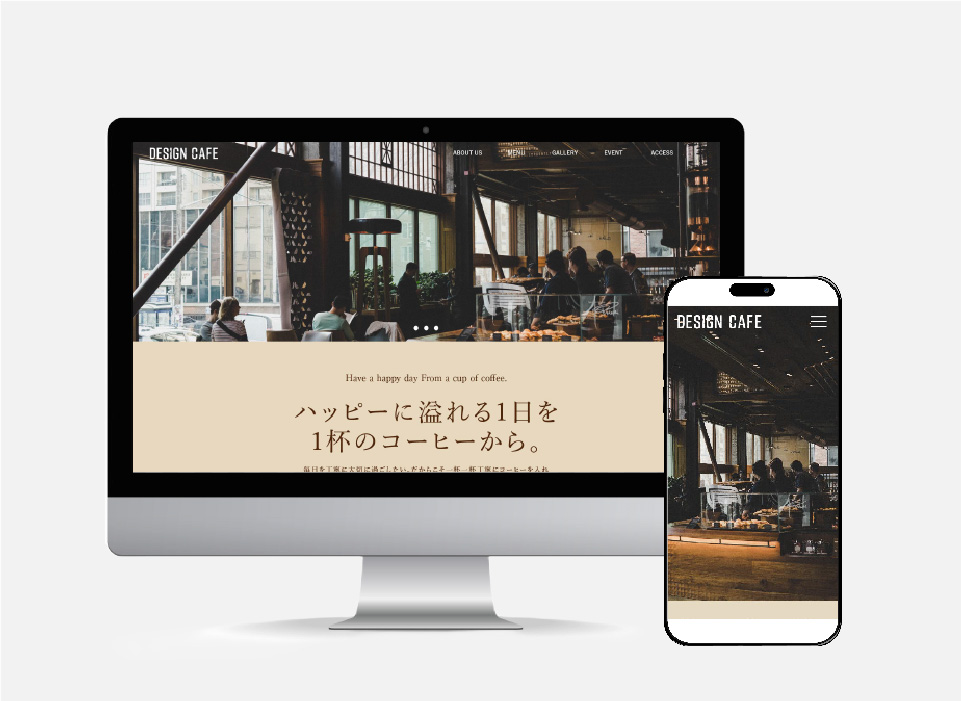 DESIGN CAFE
ABOUT US MENU GALLERY EVENT ACCESS
Have a happy day From a cup of coffee.
ハッピーに溢れる1日を
1杯のコーヒーから。
DESIGN CAFE